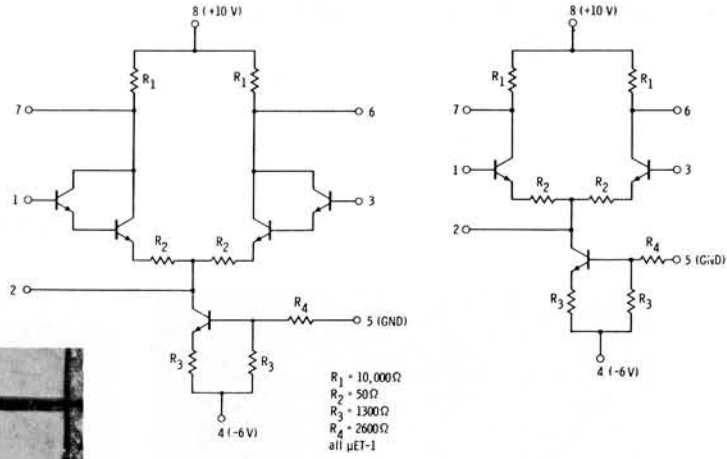 8 (+10 V)
R1
R1
7
6
1
3
R2
R2
2
R4
5 (GND)
R3
R3
4 (-6 V)
R1 = 10,000Ω
R2 = 50Ω
R3 = 1300Ω
R4 = 2600Ω
all µET-1
8 (+10 V)
R1
R1
7
6
1
3
R2
R2
2
R4
5 (GND)
R3
R3
4 (-6 V)